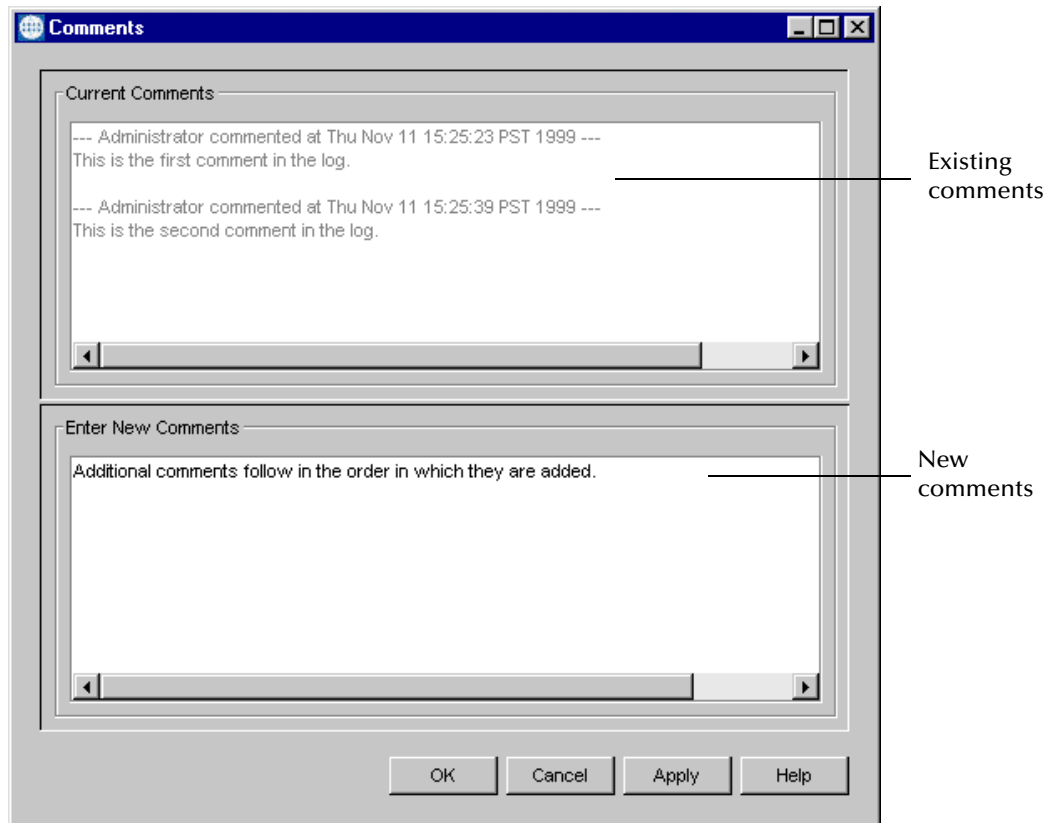 Comments
Current Comments
--- Administrator commented at Thu Nov 11 15:25:23 PST 1999 ---
This is the first comment in the log.
--- Administrator commented at Thu Nov 11 15:25:39 PST 1999 ---
This is the second comment in the log.
Existing
comments
Enter New Comments
Additional comments follow in the order in which they are added.
New
comments
OK
Cancel
Apply
Help